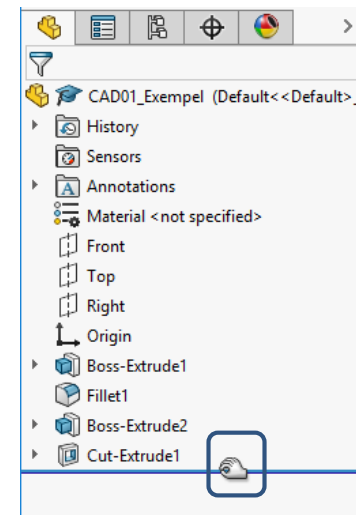 CAD01_Exempel (Default<<Default>_
History
Sensors
A Annotations
Material <not specified>
Front
Top
Right
Origin
Boss-Extrude1
Fillet1
Boss-Extrude2
Cut-Extrude1